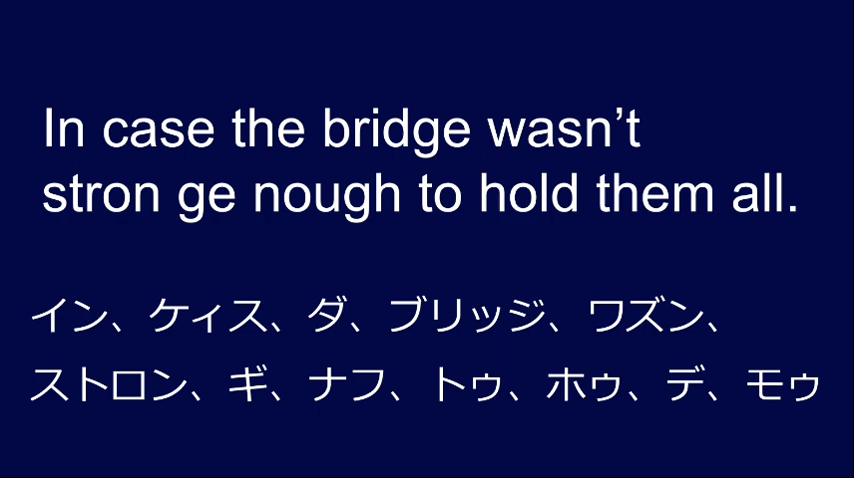 In case the bridge wasn’t
stron ge nough to hold them all.
イン、ケィス、ダ、ブリッジ、ワズン、
ストロン、ギ、ナフ、トゥ、ホゥ、デ、モゥ